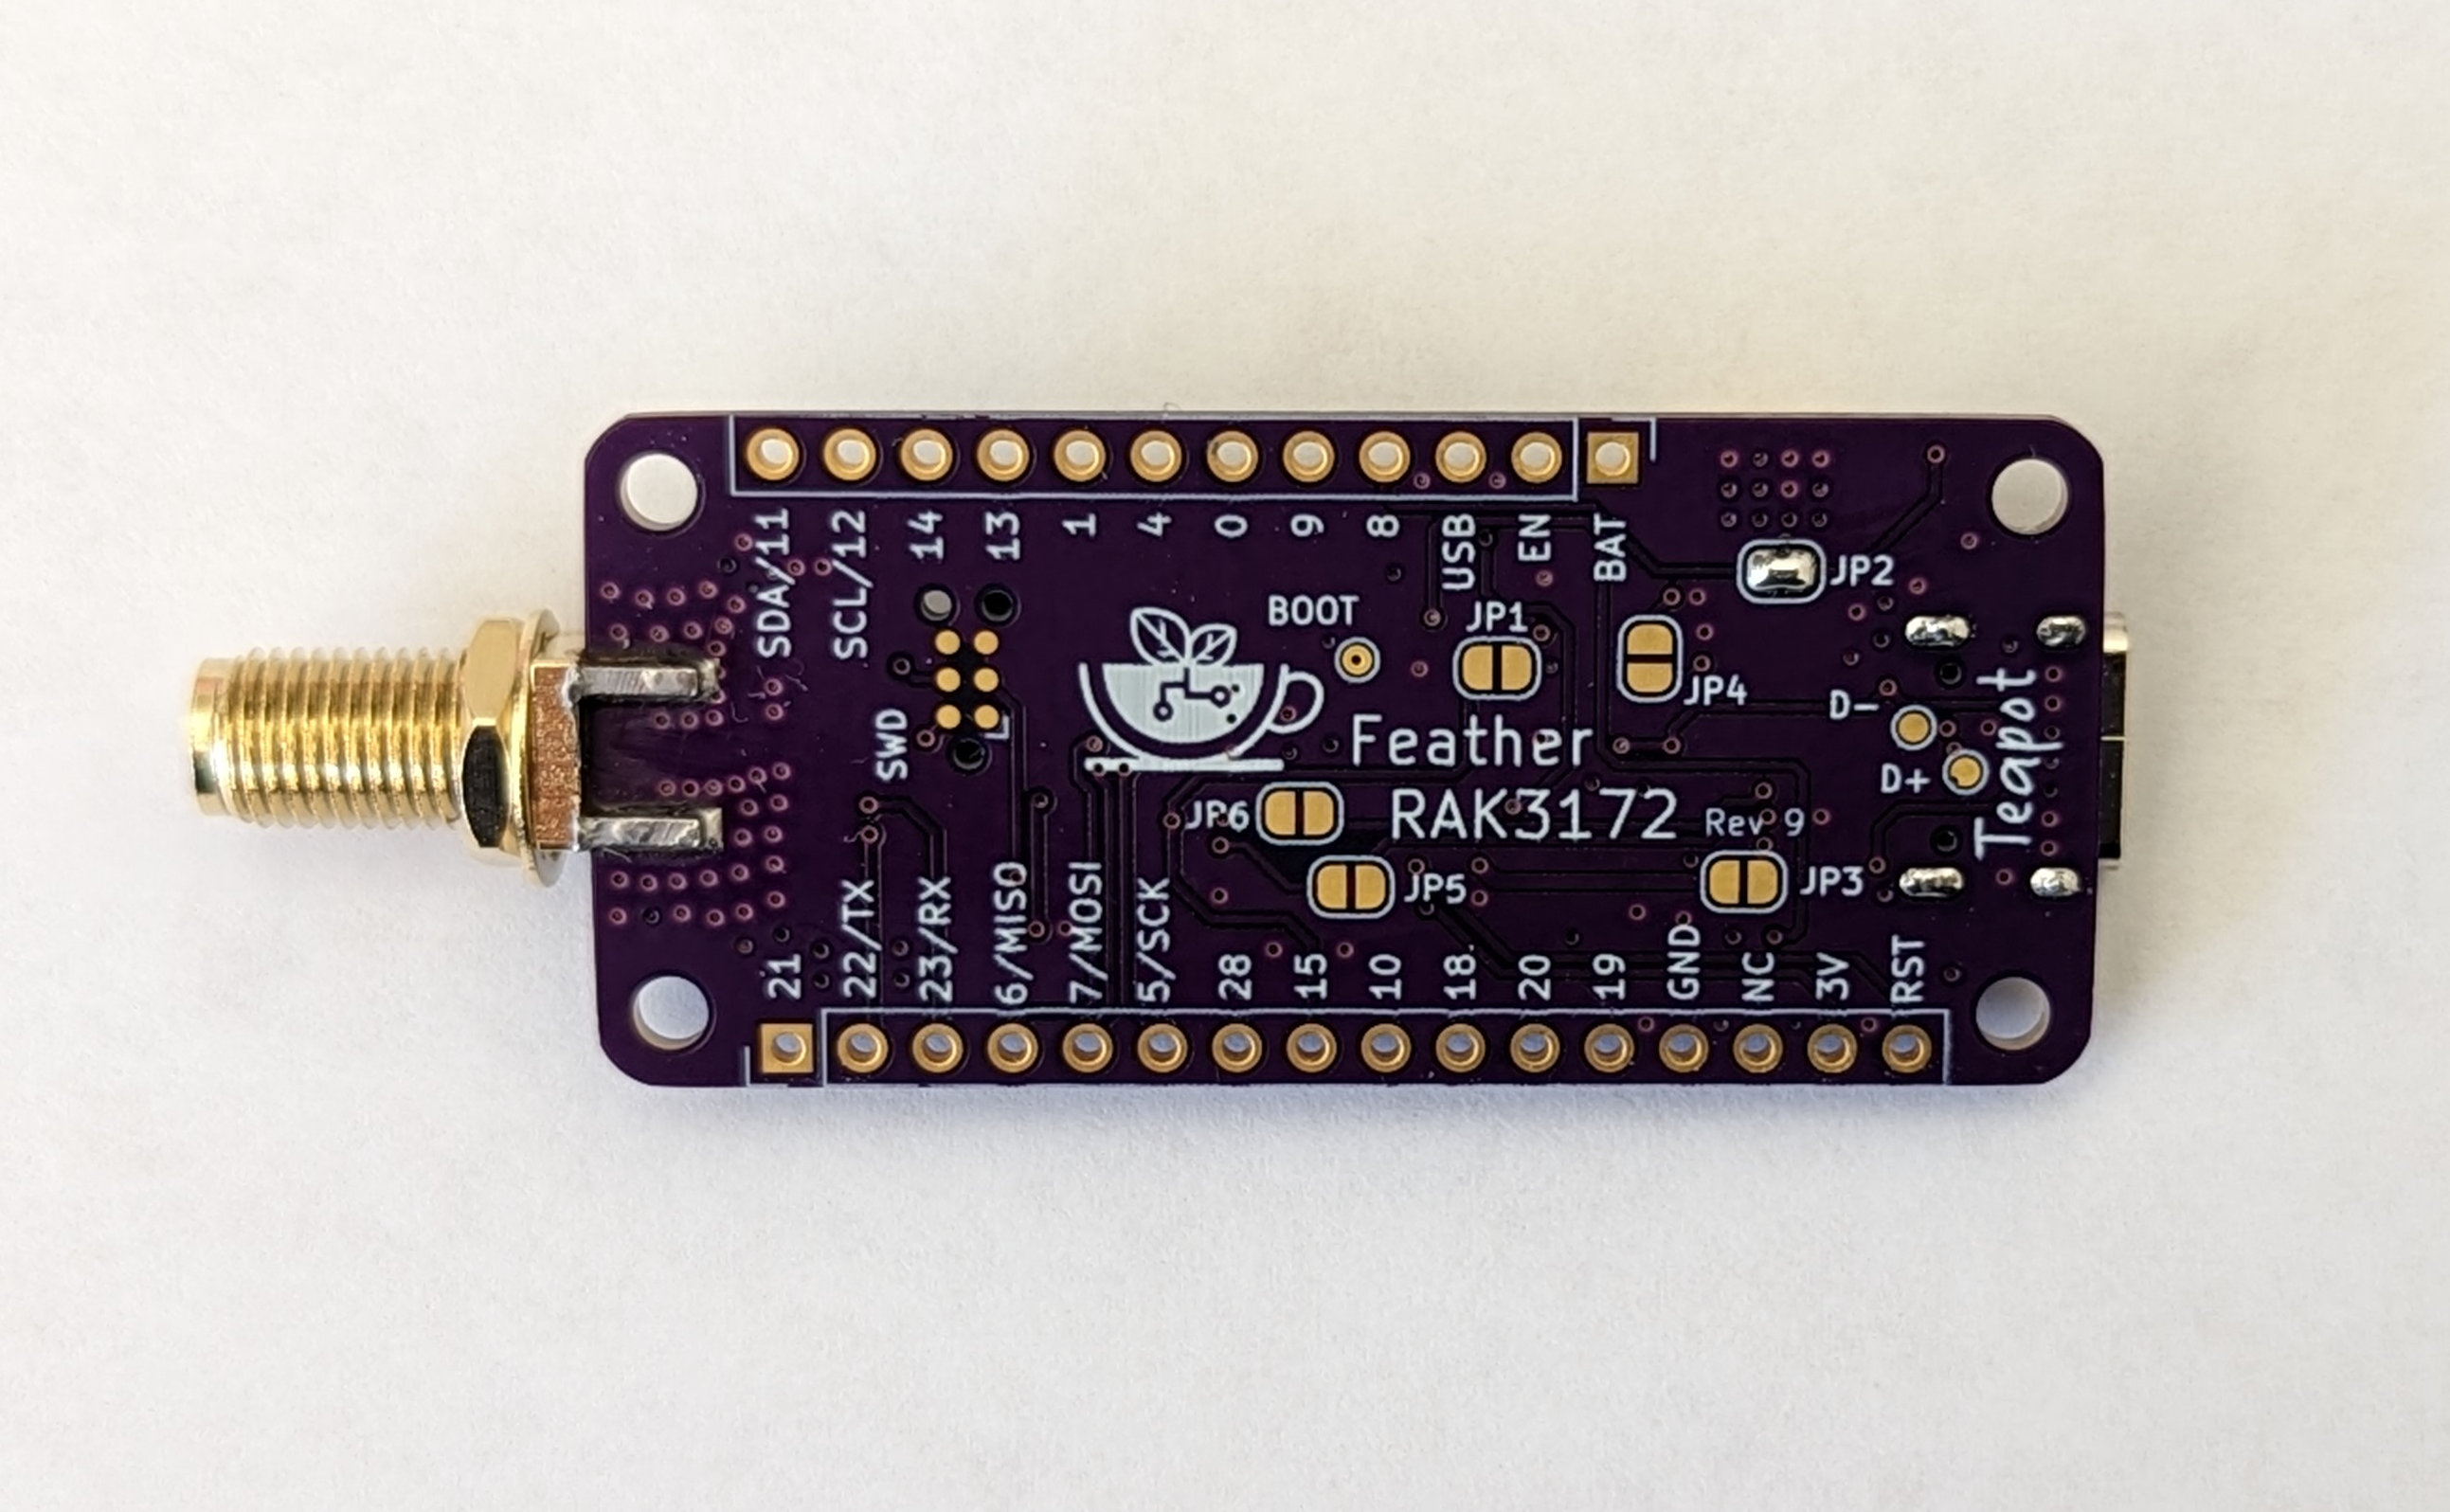 SDA/11
SCL/12
14
13
1
4
0
9
8
USB
EN
BAT
JP2
BOOT
JP1
JP4
SWD
D-
D+
Teapot
Feather
RAK3172
Rev 9
JP6
JP5
JP3
21
22/TX
23/RX
6/MISO
7/MOSI
5/SCK
28
15
10
18
20
19
GND
NC
3V
RST